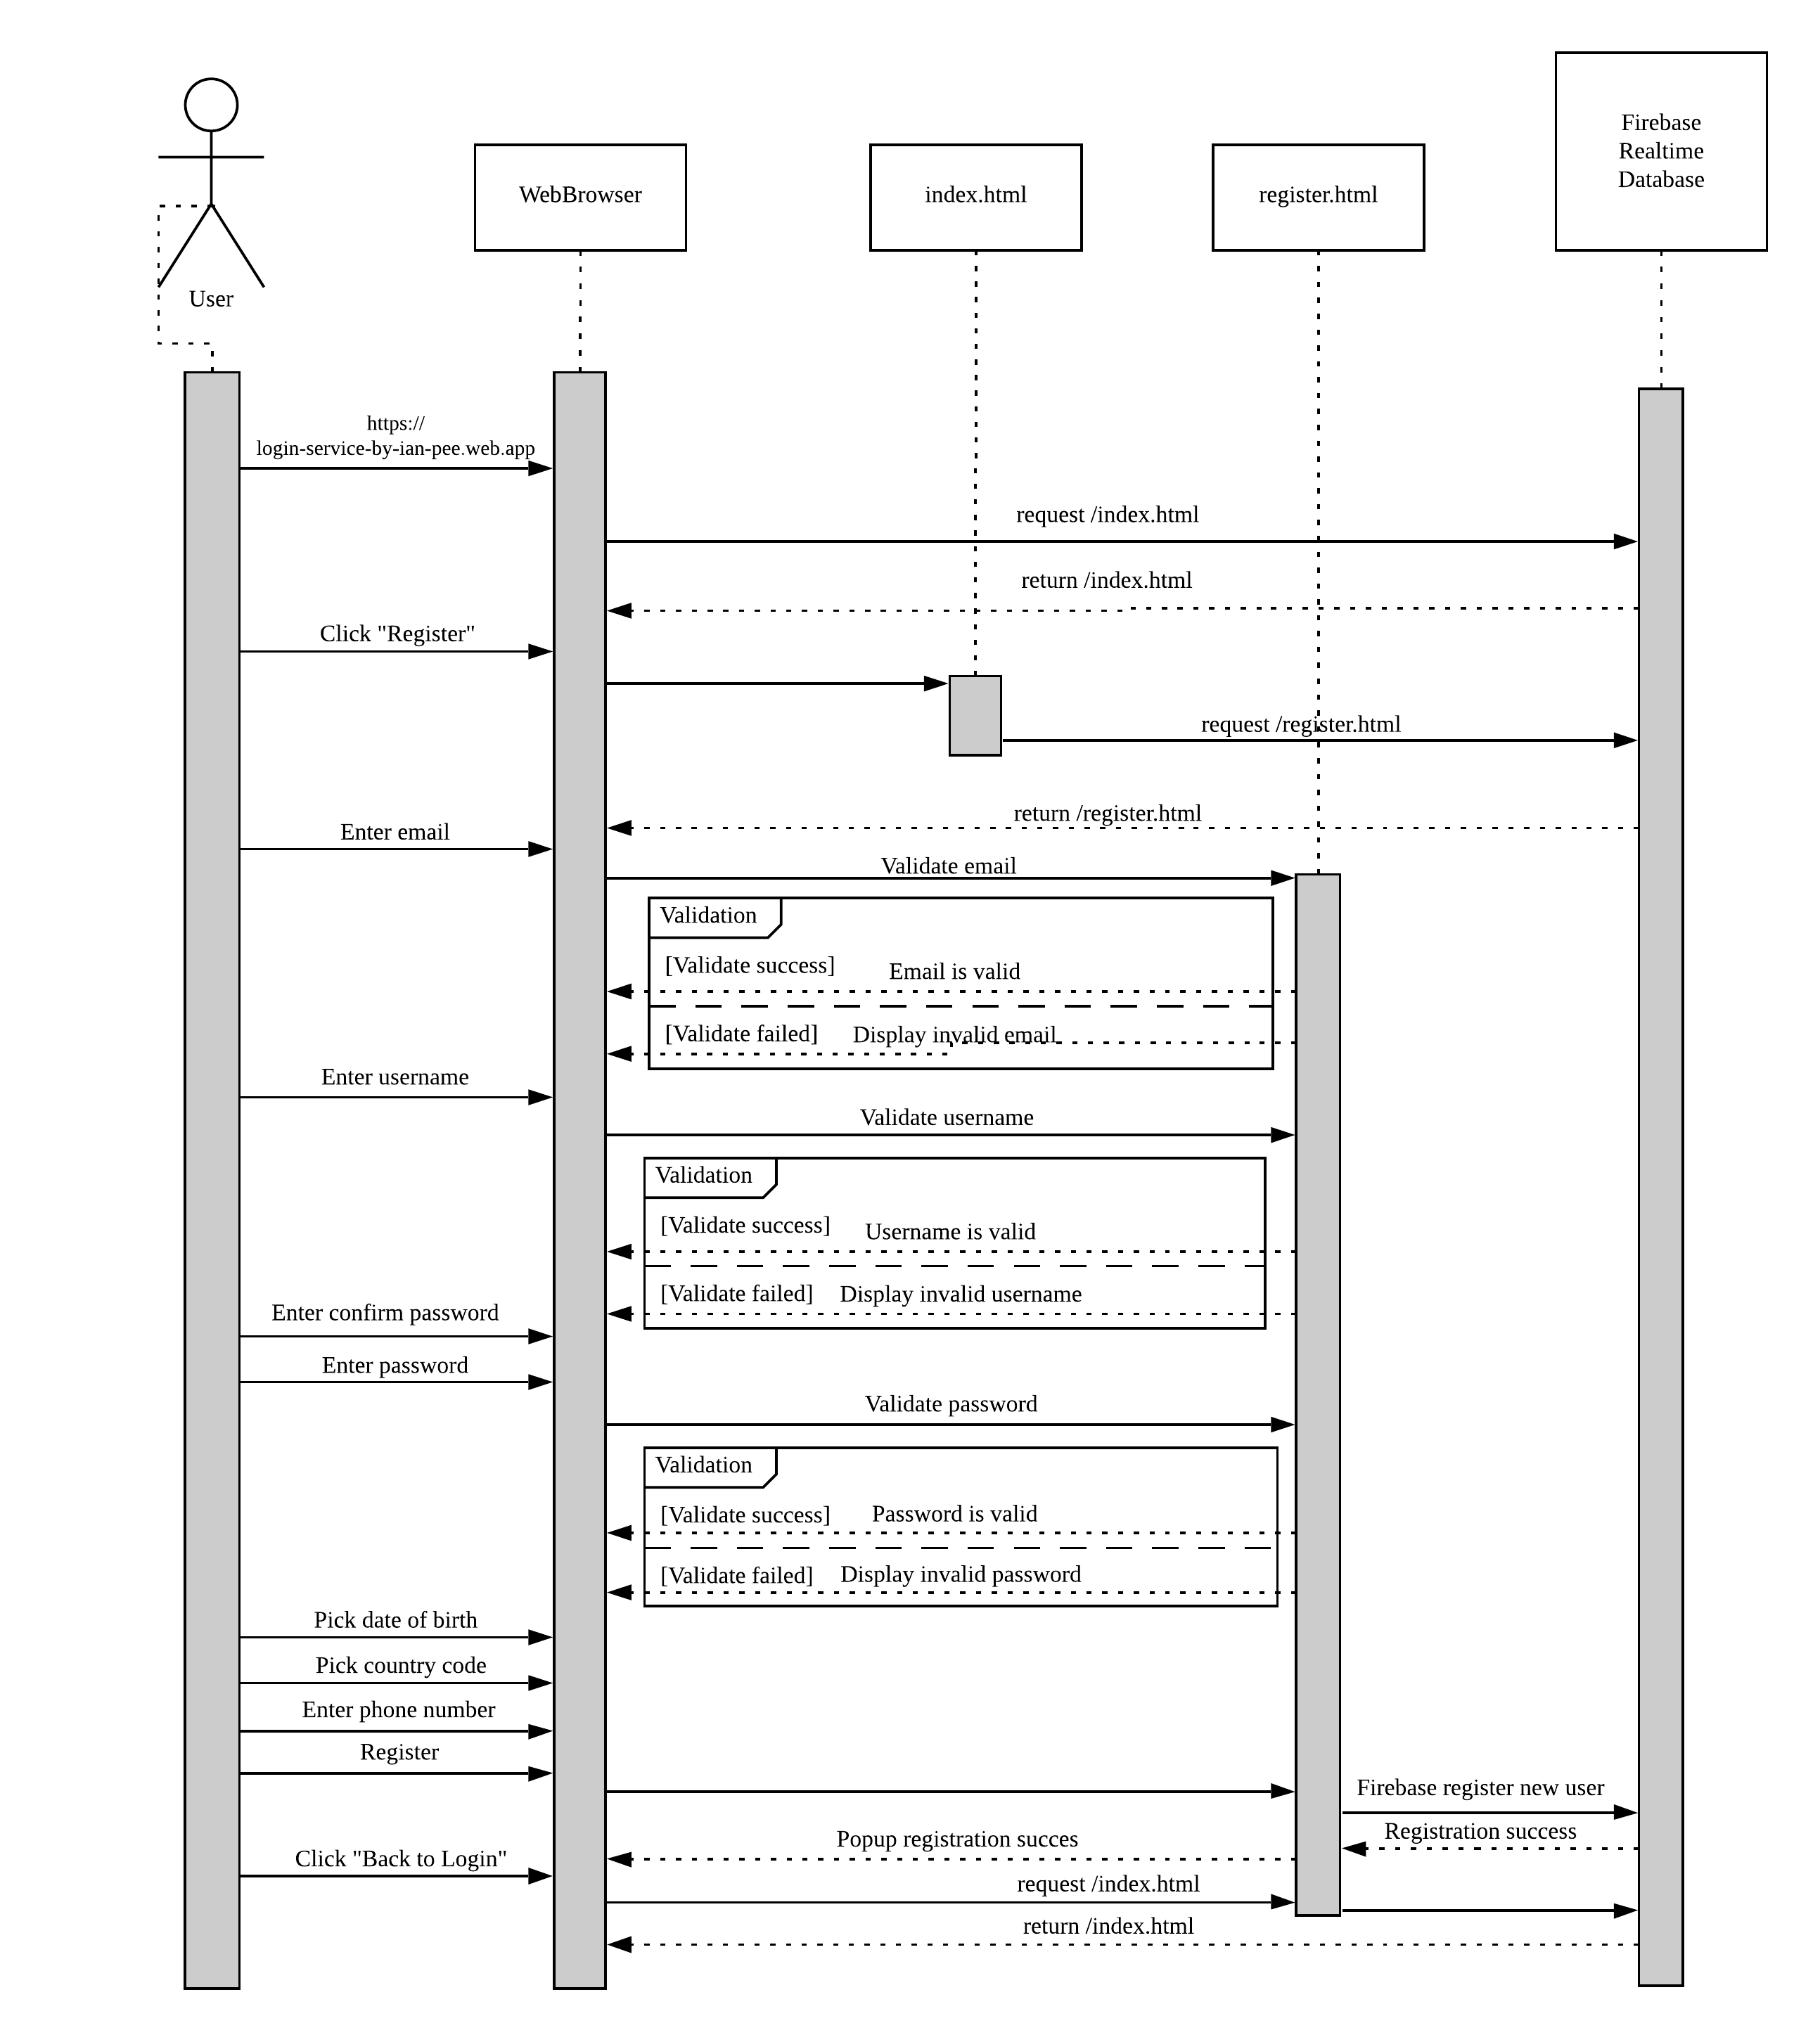 Firebase
Realtime
Database
WebBrowser
index.html
register.html
User
https://
login-service-by-ian-pee.web.app
request /index.html
return /index.html
Click "Register"
request /register.html
return /register.html
Enter email
Validate email
Validation
[Validate success]
Email is valid
[Validate failed]
Display invalid email
Enter username
Validate username
Validation
[Validate success]
Username is valid
[Validate failed]
Display invalid username
Enter confirm password
Enter password
Validate password
Validation
[Validate success]
Password is valid
[Validate failed]
Display invalid password
Pick date of birth
Pick country code
Enter phone number
Register
Firebase register new user
Registration success
Popup registration succes
Click "Back to Login"
request /index.html
return /index.html